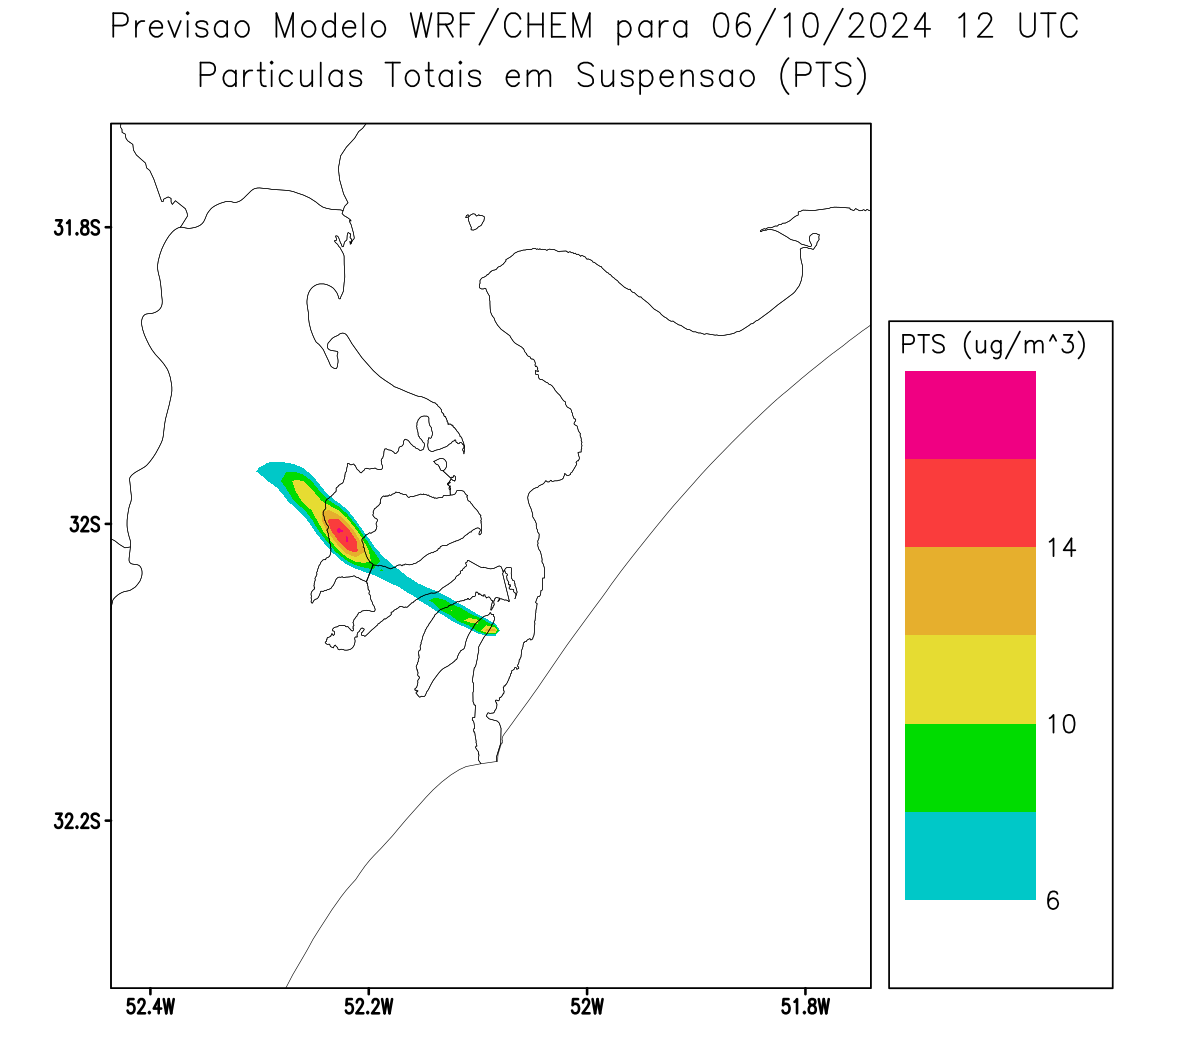 Previsao Modelo WRF/CHEM para 06/10/2024 12 UTC
Particulas Totais em Suspensao (PTS)
31.8S
32S
32.2S
52.4W 52.2W 52W 51.8W
PTS (ug/m^3)
14
10
6